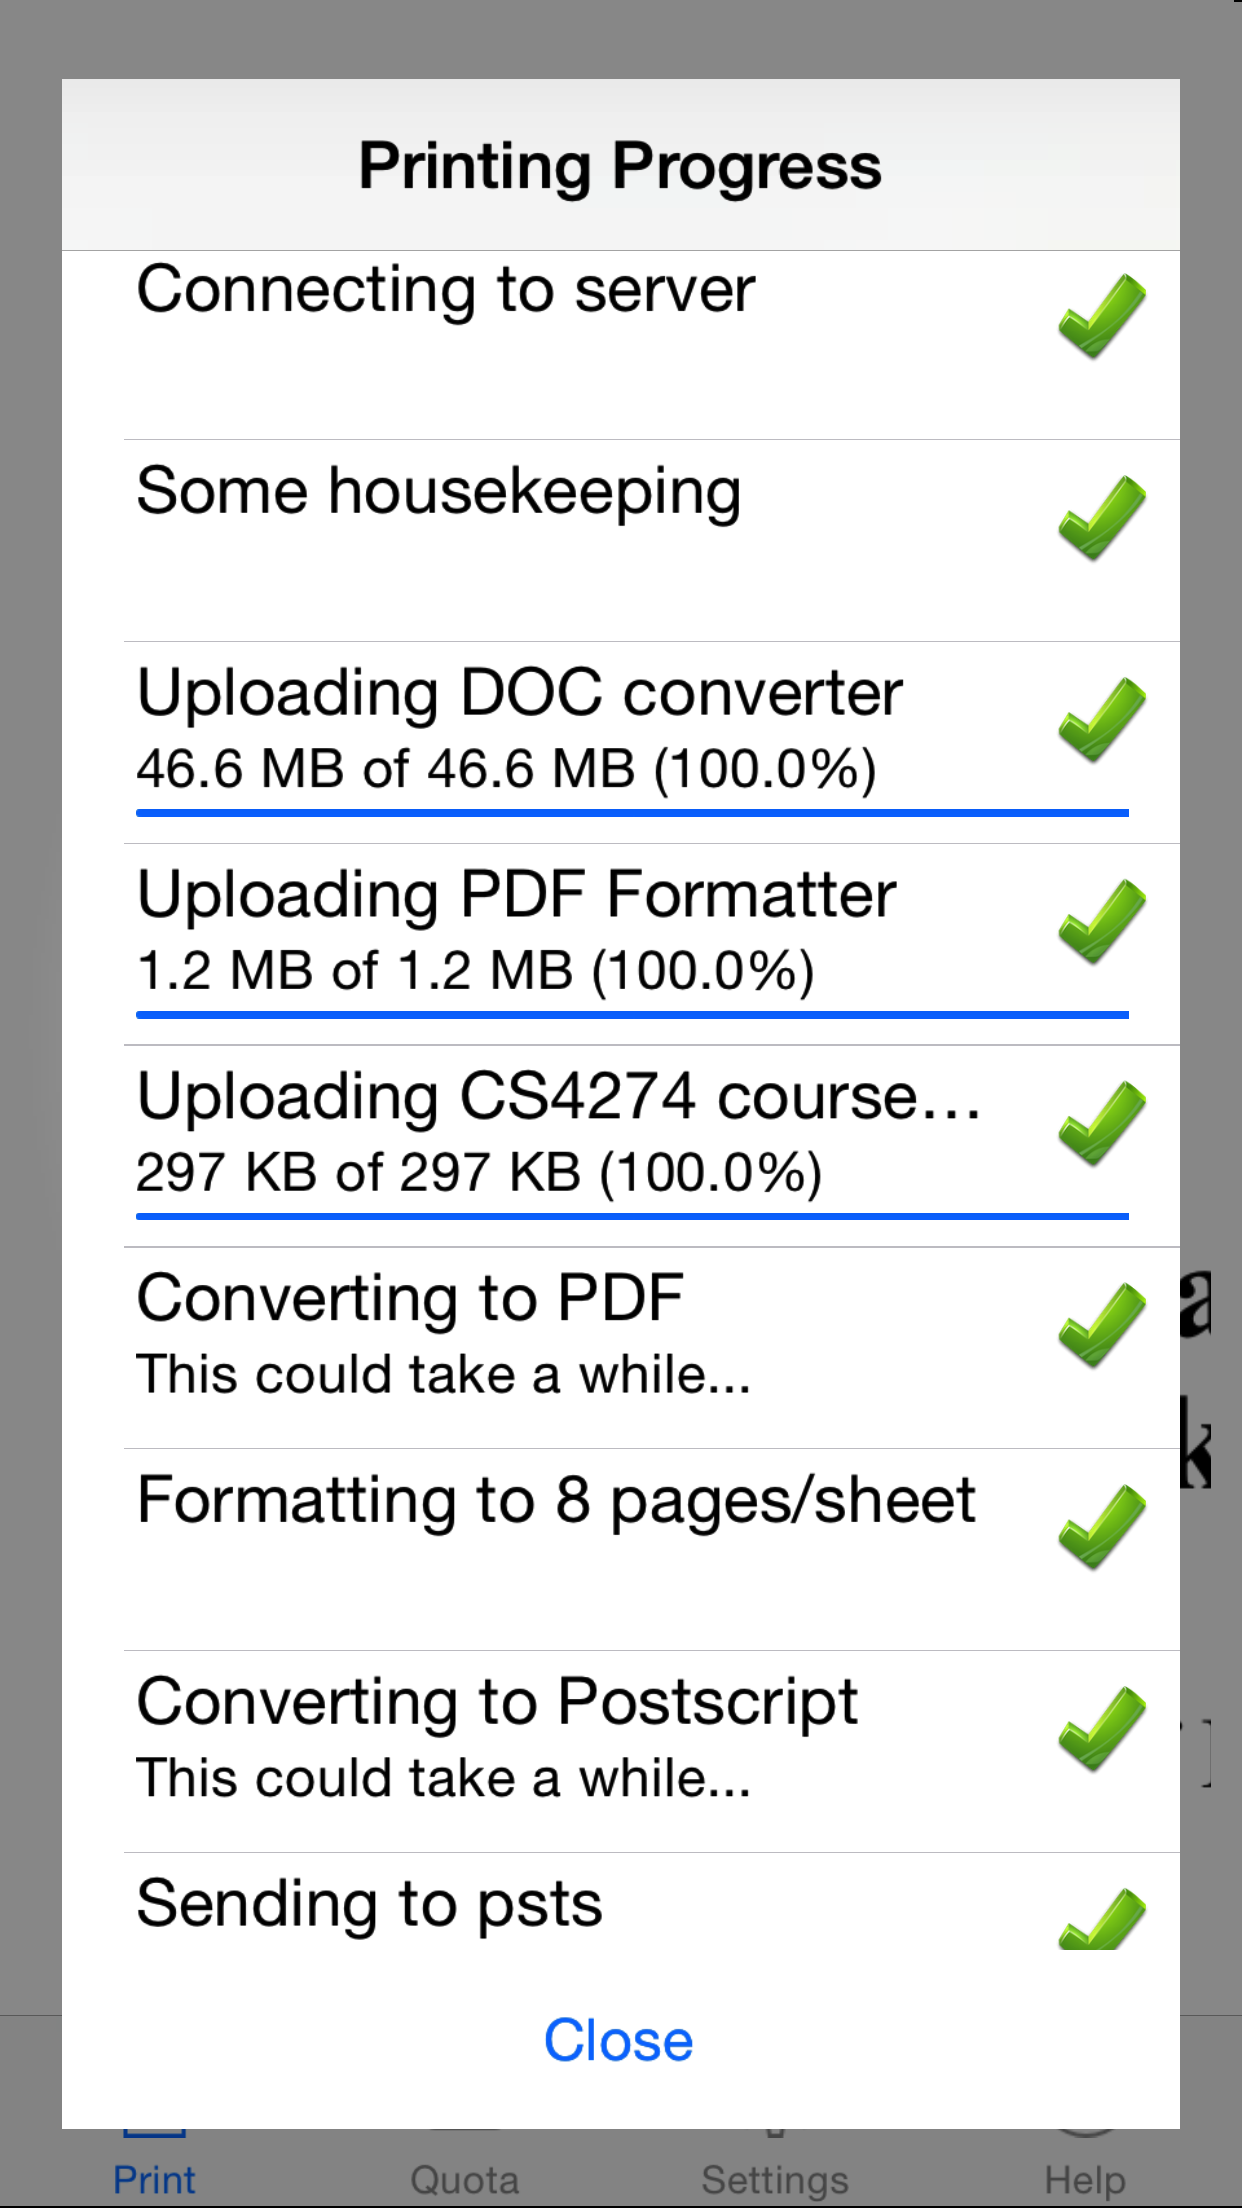 Printing Progress
Connecting to server
Some housekeeping
Uploading DOC converter
46.6 MB of 46.6 MB (100.0%)
Uploading PDF Formatter
1.2 MB of 1.2 MB (100.0%)
Uploading CS4274 course...
297 KB of 297 KB (100.0%)
Converting to PDF
This could take a while...
Formatting to 8 pages/sheet
Converting to Postscript
This could take a while...
Sending to psts
Close
Print Quota Settings Help